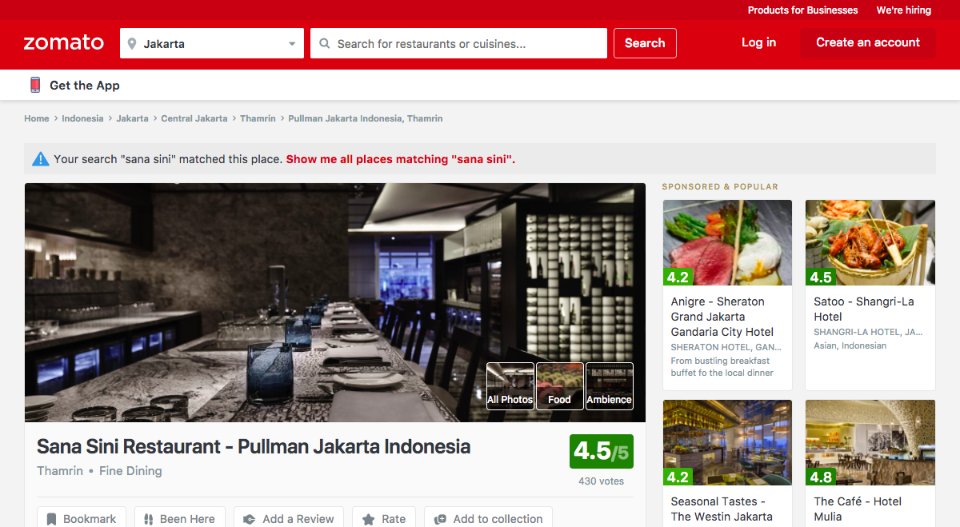 Products for Businesses We're hiring
zomato Jakarta Search for restaurants or cuisines... Search Log in Create an account
Get the App
Home > Indonesia > Jakarta > Central Jakarta > Thamrin > Pullman Jakarta Indonesia, Thamrin
Your search "sana sini" matched this place. Show me all places matching "sana sini".
All Photos Food Ambience
Sana Sini Restaurant - Pullman Jakarta Indonesia
4.5/5
Thamrin • Fine Dining
430 votes
Bookmark Been Here Add a Review Rate Add to collection
SPONSORED & POPULAR
4.2
Anigre - Sheraton
Grand Jakarta
Gandaria City Hotel
SHERATON HOTEL, GAN...
From bustling breakfast
buffet fo the local dinner
4.5
Satoo - Shangri-La
Hotel
SHANGRI-LA HOTEL, JA...
Asian, Indonesian
4.2
Seasonal Tastes -
The Westin Jakarta
4.8
The Café - Hotel
Mulia